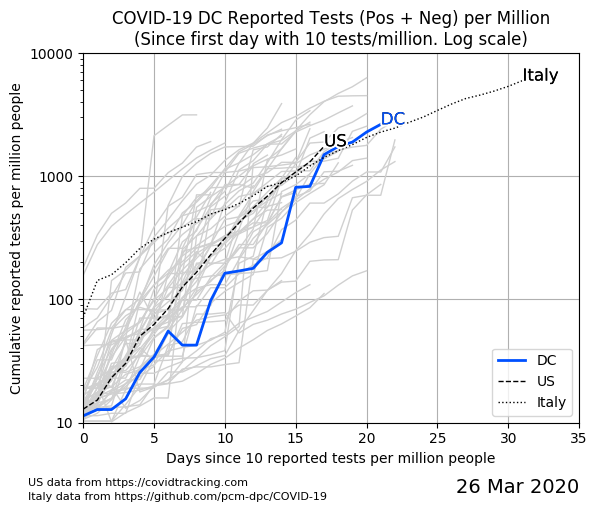 COVID-19 DC Reported Tests (Pos + Neg) per Million
(Since first day with 10 tests/million. Log scale)
Cumulative reported tests per million people
10000
1000
100
10
Italy
DC
US
DC
US
Italy
0 5 10 15 20 25 30 35
Days since 10 reported tests per million people
US data from https://covidtracking.com
Italy data from https://github.com/pcm-dpc/COVID-19
26 Mar 2020